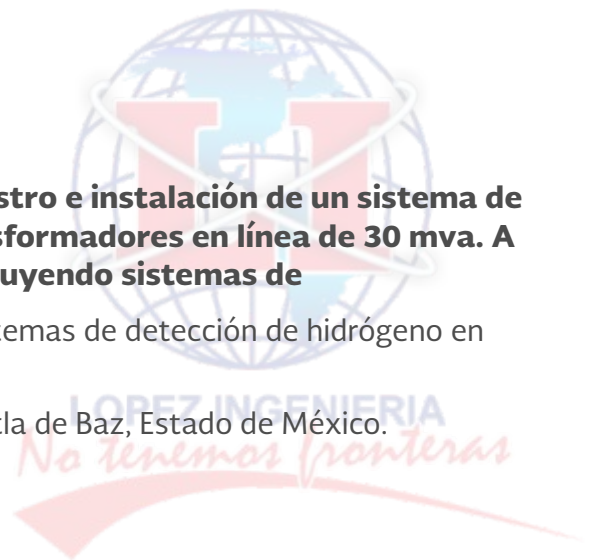 stro e instalación de un sistema de
sformadores en línea de 30 mva. A
uyendo sistemas de
temas de detección de hidrógeno en
LOPEZ INGENIERIA
tla de Baz, Estado de México.
No tenemos fronteras